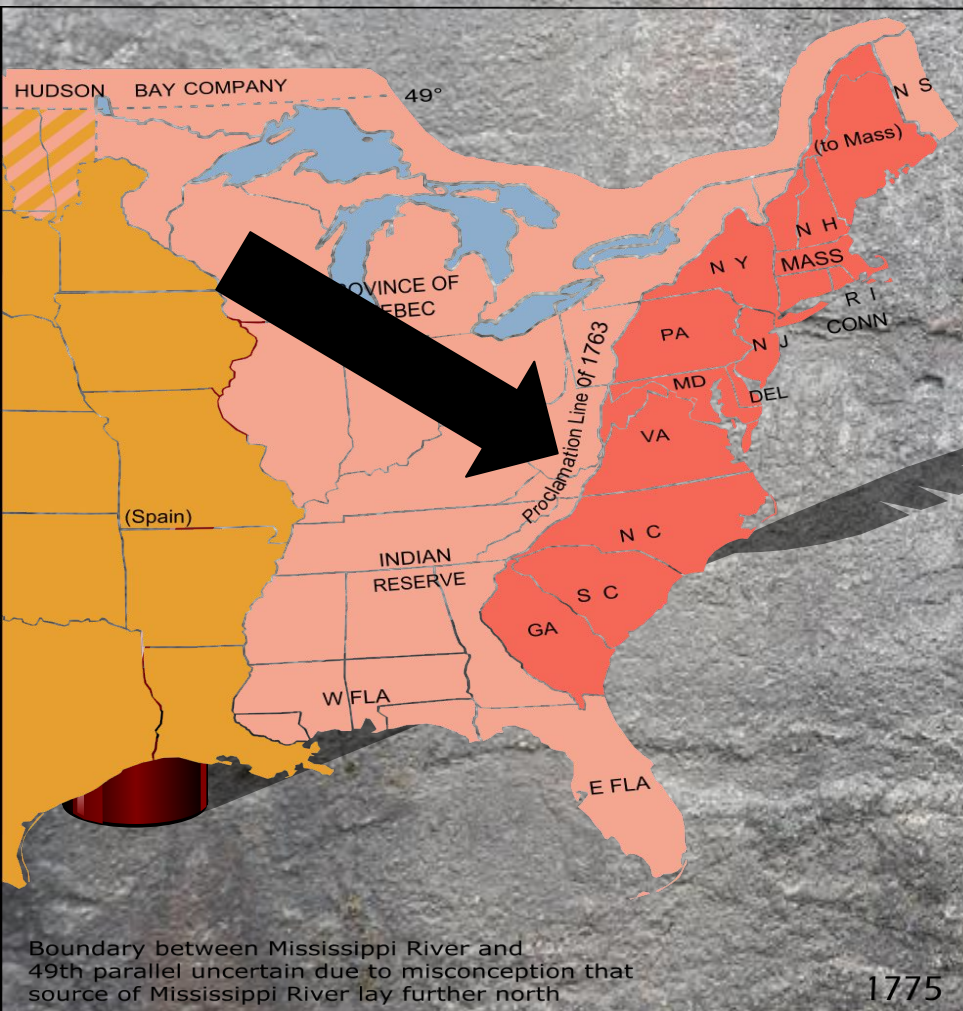 HUDSON BAY COMPANY
49°
N S
(to Mass)
N H
N Y
MASS
R I
CONN
OVINCE OF
EBEC
PA
N J
Proclamation Line of 1763
MD
DEL
VA
(Spain)
N C
INDIAN
RESERVE
S C
GA
W FLA
E FLA
Boundary between Mississippi River and
49th parallel uncertain due to misconception that
source of Mississippi River lay further north
1775